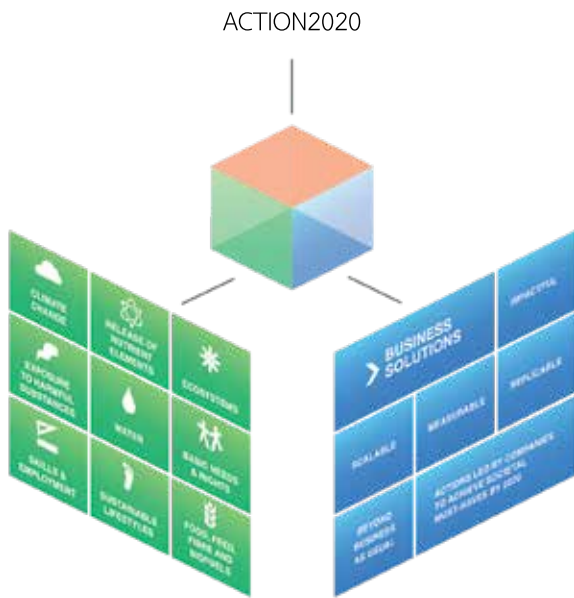 ACTION2020
CLIMATE
CHANGE
RELEASE OF
NUTRIENT
ELEMENTS
ECOSYSTEMS
EXPOSURE
TO HARMFUL
SUBSTANCES
WATER
BASIC NEEDS
& RIGHTS
SKILLS &
EMPLOYMENT
SUSTAINABLE
LIFESTYLES
FOOD, FEED,
FIBRE AND
BIOFUELS
BUSINESS
SOLUTIONS
IMPACTFUL
SCALABLE
MEASURABLE
REPLICABLE
BEYOND
BUSINESS
AS USUAL
ACTIONS LED BY COMPANIES
TO ACHIEVE SOCIETAL
MUST-HAVES BY 2020